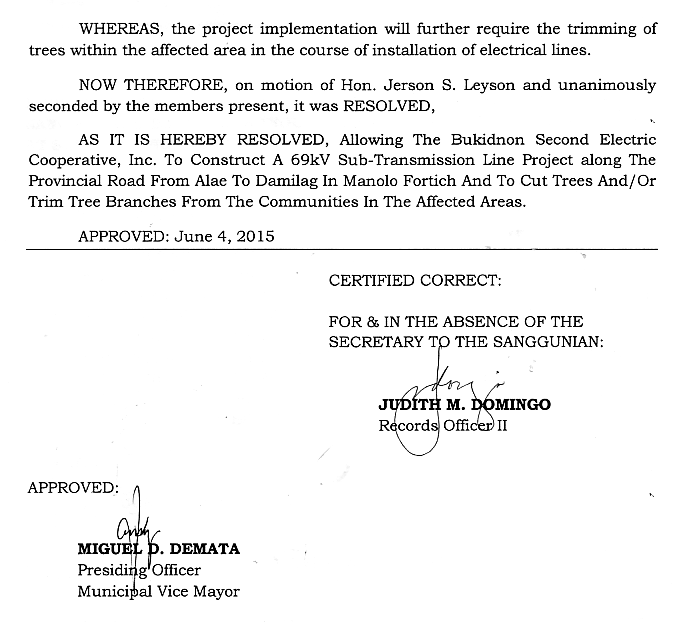 WHEREAS, the project implementation will further require the trimming of
trees within the affected area in the course of installation of electrical lines.
NOW THEREFORE, on motion of Hon. Jerson S. Leyson and unanimously
seconded by the members present, it was RESOLVED,
AS IT IS HEREBY RESOLVED, Allowing The Bukidnon Second Electric
Cooperative, Inc. To Construct A 69kV Sub-Transmission Line Project along The
Provincial Road From Alae To Damilag In Manolo Fortich And To Cut Trees And/Or
Trim Tree Branches From The Communities In The Affected Areas.
APPROVED: June 4, 2015
CERTIFIED CORRECT:
FOR & IN THE ABSENCE OF THE
SECRETARY TO THE SANGGUNIAN:
JUDITH M. DOMINGO
Records Officer II
APPROVED:
MIGUEL D. DEMATA
Presiding Officer
Municipal Vice Mayor